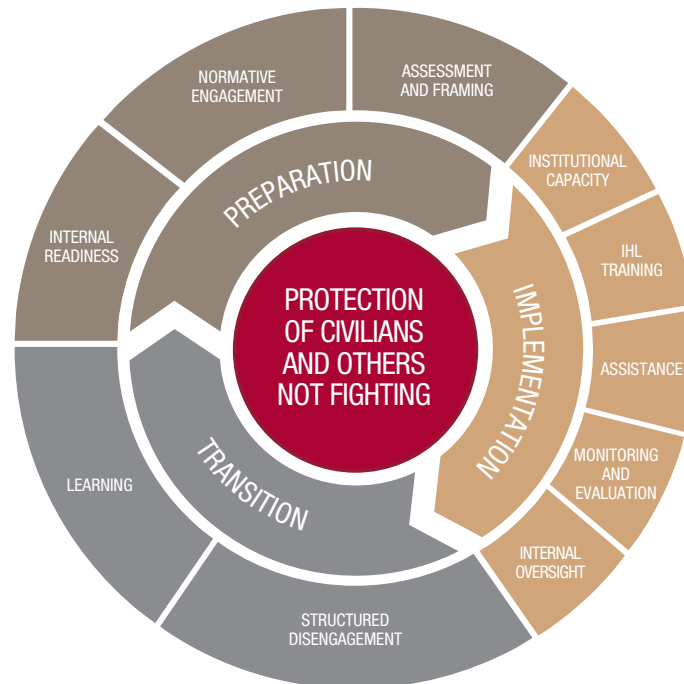 NORMATIVE
ENGAGEMENT
ASSESSMENT
AND FRAMING
INSTITUTIONAL
CAPACITY
INTERNAL
READINESS
PREPARATION
IHL
TRAINING
PROTECTION
OF CIVILIANS
AND OTHERS
NOT FIGHTING
IMPLEMENTATION
ASSISTANCE
TRANSITION
MONITORING AND
EVALUATION
LEARNING
INTERNAL
OVERSIGHT
STRUCTURED
DISENGAGEMENT